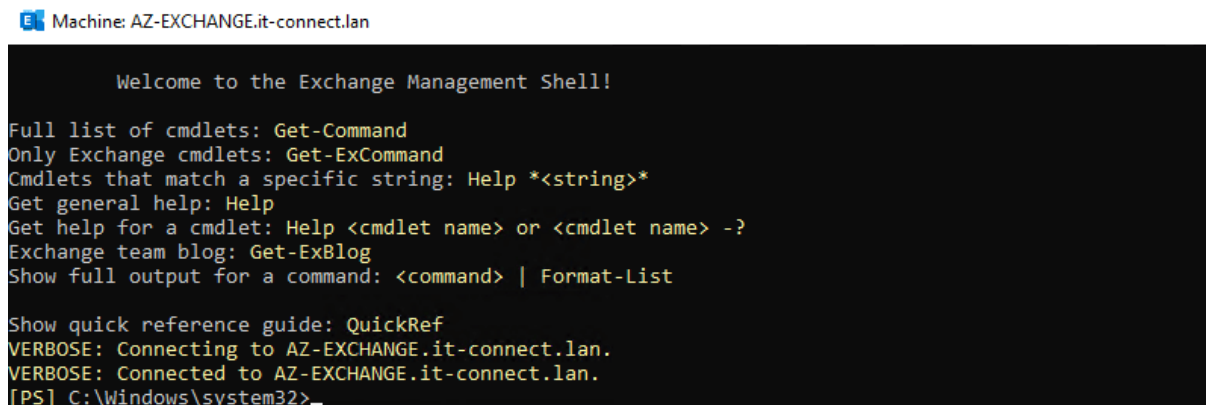 Machine: AZ-EXCHANGE.it-connect.lan
Welcome to the Exchange Management Shell!
Full list of cmdlets: Get-Command
Only Exchange cmdlets: Get-ExCommand
Cmdlets that match a specific string: Help *<string>*
Get general help: Help
Get help for a cmdlet: Help <cmdlet name> or <cmdlet name> -?
Exchange team blog: Get-ExBlog
Show full output for a command: <command> | Format-List
Show quick reference guide: QuickRef
VERBOSE: Connecting to AZ-EXCHANGE.it-connect.lan.
VERBOSE: Connected to AZ-EXCHANGE.it-connect.lan.
[PS] C:\Windows\system32>_